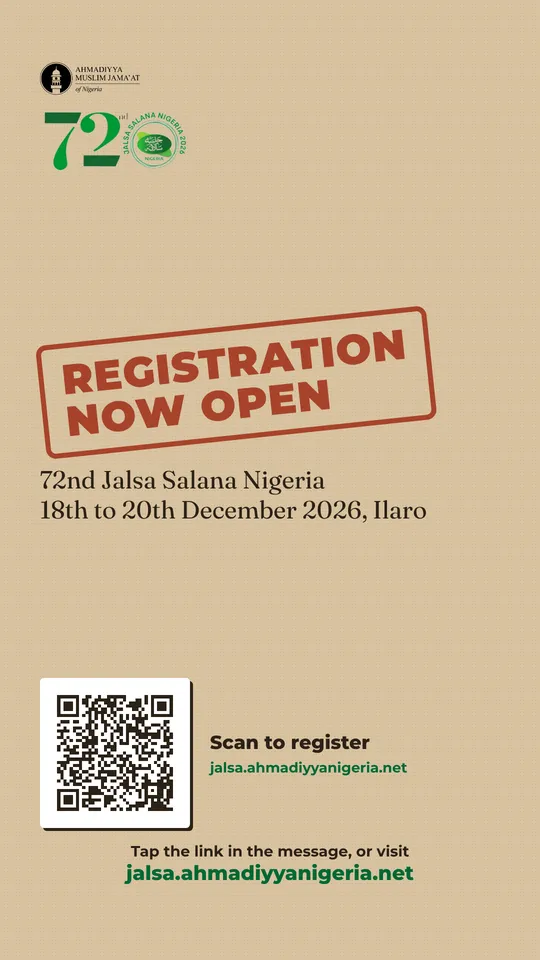 AHMADIYYA
MUSLIM JAMA'AT
of Nigeria
72nd
JALSA SALANA NIGERIA 2026
NIGERIA
REGISTRATION
NOW OPEN
72nd Jalsa Salana Nigeria
18th to 20th December 2026, Ilaro
Scan to register
jalsa.ahmadiyyanigeria.net
Tap the link in the message, or visit
jalsa.ahmadiyyanigeria.net